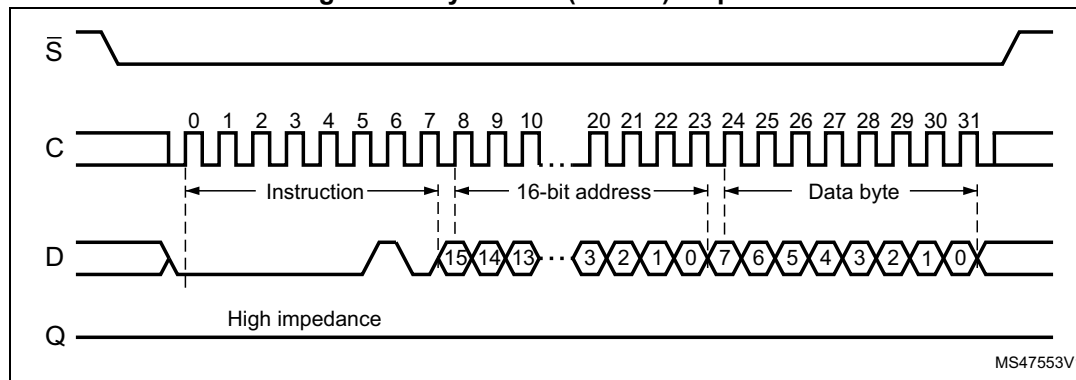 S̅
0 1 2 3 4 5 6 7 8 9 10 20 21 22 23 24 25 26 27 28 29 30 31
C
Instruction 16-bit address Data byte
D 15 14 13 3 2 1 0 7 6 5 4 3 2 1 0
High impedance
Q
MS47553V